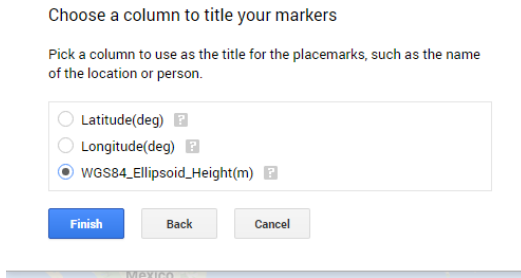 Choose a column to title your markers
Pick a column to use as the title for the placemarks, such as the name
of the location or person.
Latitude(deg) ?
Longitude(deg) ?
WGS84_Ellipsoid_Height(m) ?
Finish Back Cancel
Mexico